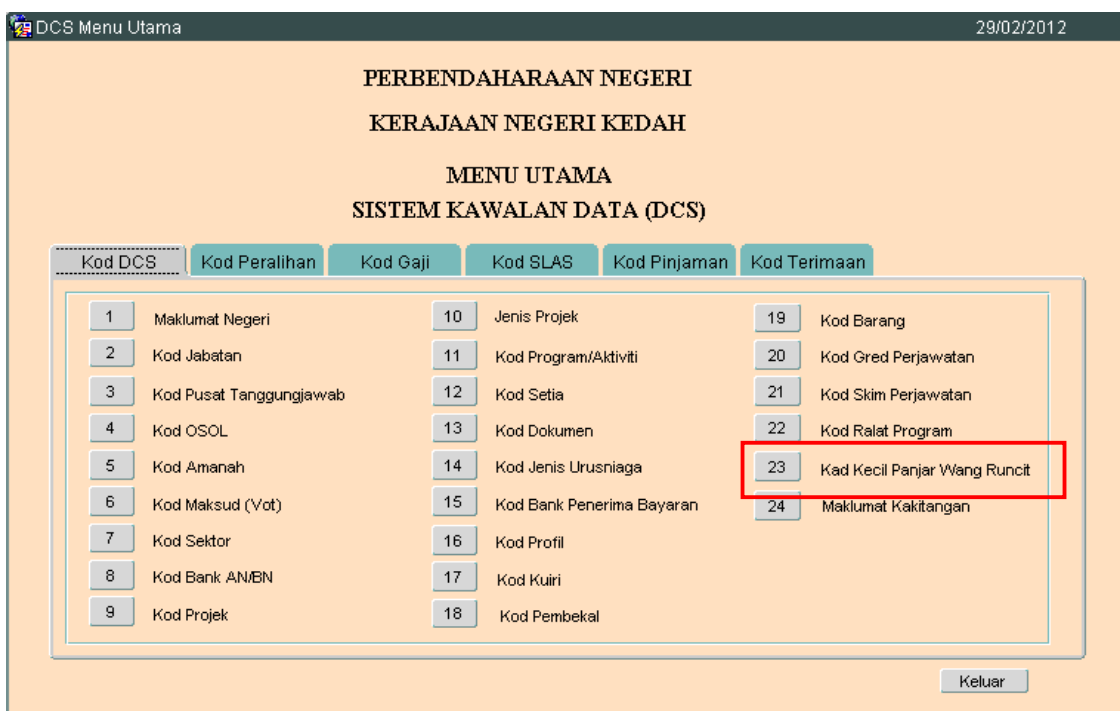 DCS Menu Utama 29/02/2012
PERBENDAHARAAN NEGERI
KERAJAAN NEGERI KEDAH
MENU UTAMA
SISTEM KAWALAN DATA (DCS)
Kod DCS Kod Peralihan Kod Gaji Kod SLAS Kod Pinjaman Kod Terimaan
1 Maklumat Negeri
2 Kod Jabatan
3 Kod Pusat Tanggungjawab
4 Kod OSOL
5 Kod Amanah
6 Kod Maksud (Vot)
7 Kod Sektor
8 Kod Bank AN/BN
9 Kod Projek
10 Jenis Projek
11 Kod Program/Aktiviti
12 Kod Setia
13 Kod Dokumen
14 Kod Jenis Urusniaga
15 Kod Bank Penerima Bayaran
16 Kod Profil
17 Kod Kuiri
18 Kod Pembekal
19 Kod Barang
20 Kod Gred Perjawatan
21 Kod Skim Perjawatan
22 Kod Ralat Program
23 Kad Kecil Panjar Wang Runcit
24 Maklumat Kakitangan
Keluar